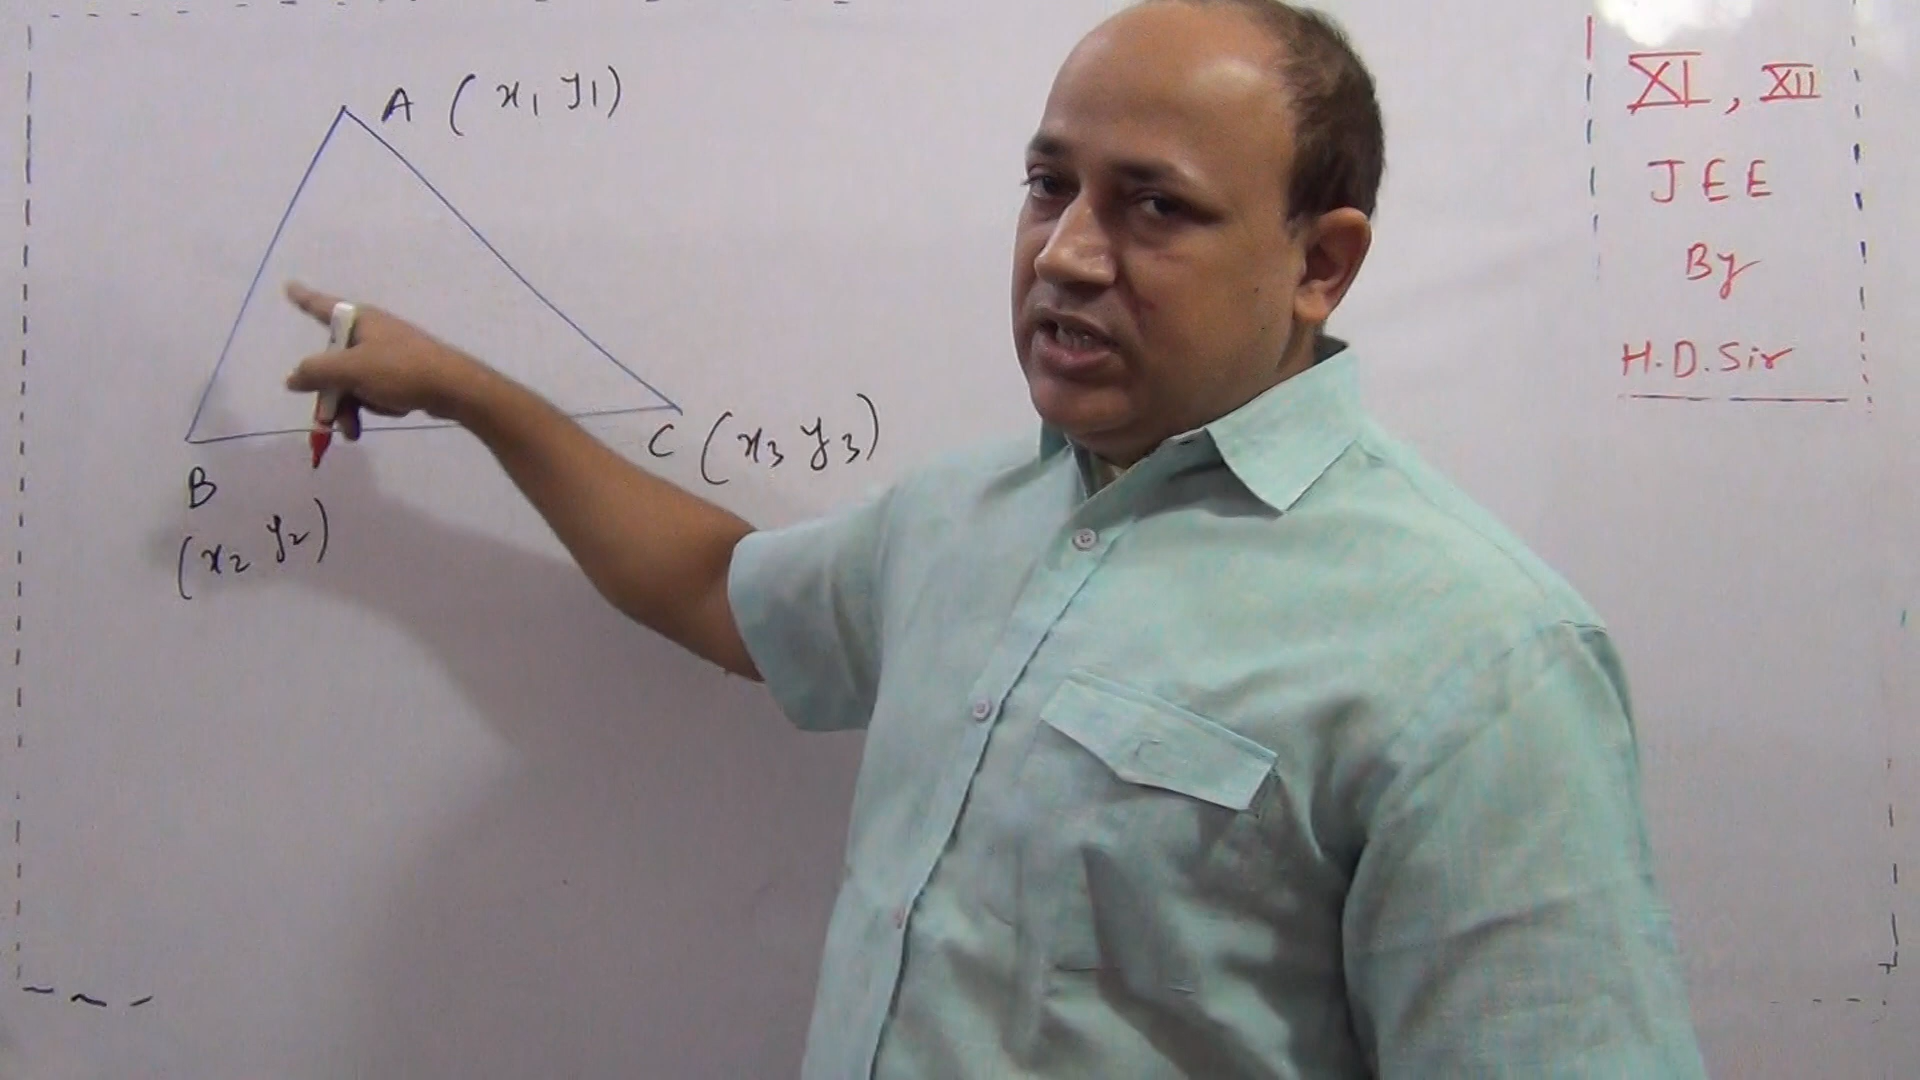 A (x₁ y₁)
B
(x₂ y₂)
C (x₃ y₃)
XI, XII
JEE
By
H.D. Sir